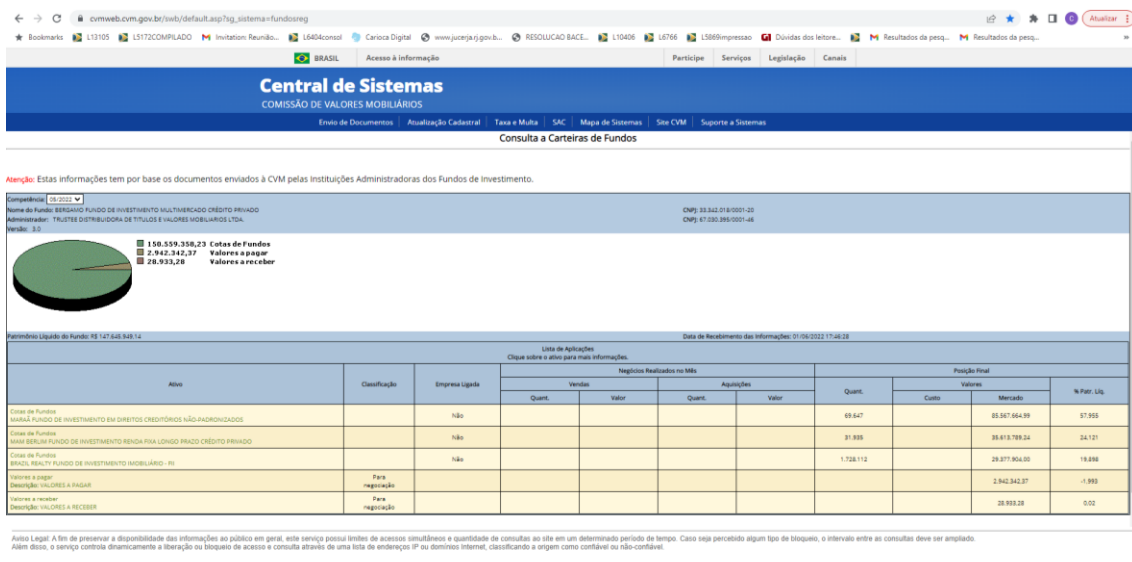 cvmweb.cvm.gov.br/swb/default.asp?sg_sistema=fundosreg
Atualizar
Bookmarks L13105 L5172COMPILADO Invitation: Reunião... L6404consol Carioca Digital www.jucerja.rj.gov.b... RESOLUCAO BACE... L10406 L6766 L5869impressao Dúvidas dos leitore... Resultados da pesq... Resultados da pesq... »
BRASIL Acesso à informação Participe Serviços Legislação Canais
Central de Sistemas
COMISSÃO DE VALORES MOBILIÁRIOS
Envio de Documentos | Atualização Cadastral | Taxa e Multa | SAC | Mapa de Sistemas | Site CVM | Suporte a Sistemas
Consulta a Carteiras de Fundos
Atenção: Estas informações tem por base os documentos enviados à CVM pelas Instituições Administradoras dos Fundos de Investimento.
Competência: 05/2022
Nome do Fundo: BERGAMO FUNDO DE INVESTIMENTO MULTIMERCADO CRÉDITO PRIVADO CNPJ:
Administrador: TRUSTEE DISTRIBUIDORA DE TITULOS E VALORES MOBILIARIOS LTDA. CNPJ: 67.030.395/0001-46
Versão: 3.0
150.559.358,23 Cotas de Fundos
2.942.342,37 Valores a pagar
28.933,28 Valores a receber
Patrimônio Líquido do Fundo: R$ 147.645.949,14 Data de Recebimento das Informações: 01/06/2022 17:46:28
Lista de Aplicações
Clique sobre o ativo para mais informações.
Ativo Classificação Empresa Ligada Negócios Realizados no Mês Posição Final
Vendas Aquisições Quant. Valores % Patr. Líq.
Quant. Valor Quant. Valor Custo Mercado
Cotas de Fundos
MARAÃ FUNDO DE INVESTIMENTO EM DIREITOS CREDITÓRIOS NÃO-PADRONIZADOS Não 69.647 85.567.664,99 57,955
Cotas de Fundos
MAM BERLIM FUNDO DE INVESTIMENTO RENDA FIXA LONGO PRAZO CRÉDITO PRIVADO Não 35.613.789,24 24,121
Cotas de Fundos
BRAZIL REALTY FUNDO DE INVESTIMENTO IMOBILIÁRIO - FII Não 1.728.112 29.377.904,00 19,898
Valores a pagar
Descrição: VALORES A PAGAR Para negociação 2.942.342,37 -1,993
Valores a receber
Descrição: VALORES A RECEBER Para negociação 28.933,28 0,02
Aviso Legal: A fim de preservar a disponibilidade das informações ao público em geral, este serviço possui limites de acessos simultâneos e quantidade de consultas ao site em um determinado período de tempo. Caso seja percebido algum tipo de bloqueio, o intervalo entre as consultas deve ser ampliado.
Além disso, o serviço controla dinamicamente a liberação ou bloqueio de acesso e consulta através de uma lista de endereços IP ou domínios Internet, classificando a origem como confiável ou não-confiável.